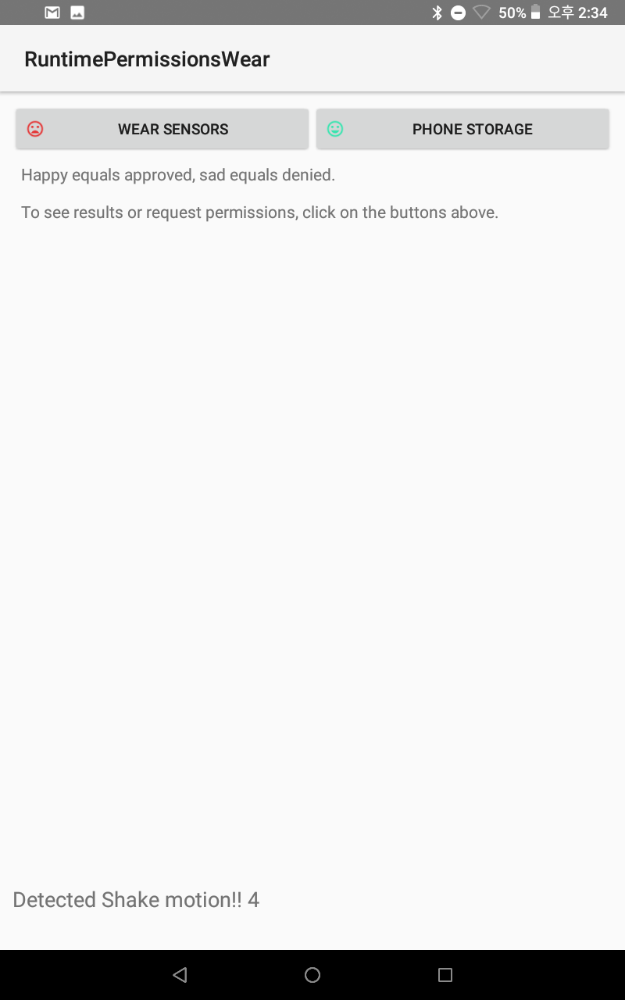 50% 오후 2:34
RuntimePermissionsWear
WEAR SENSORS PHONE STORAGE
Happy equals approved, sad equals denied.
To see results or request permissions, click on the buttons above.
Detected Shake motion!! 4